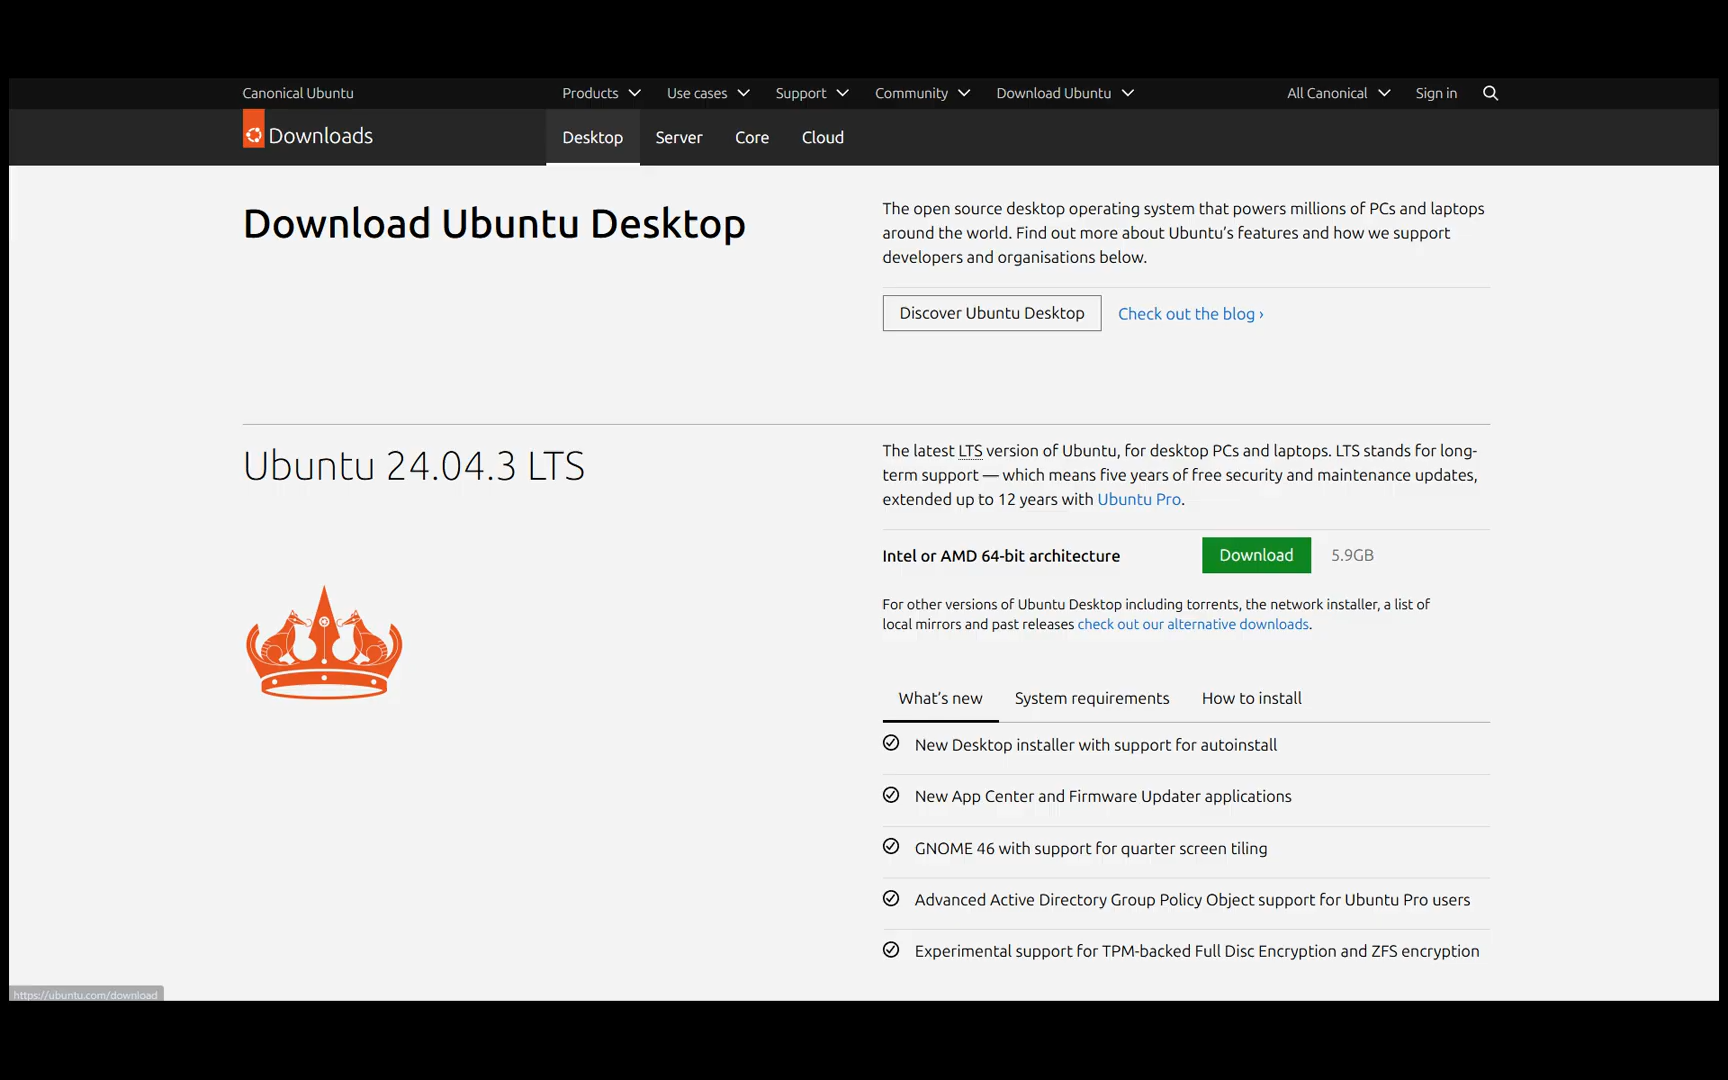 Canonical Ubuntu
Products
Use cases
Support
Community
Download Ubuntu
All Canonical
Sign in
Downloads
Desktop
Server
Core
Cloud
Download Ubuntu Desktop
The open source desktop operating system that powers millions of PCs and laptops
around the world. Find out more about Ubuntu’s features and how we support
developers and organisations below.
Discover Ubuntu Desktop
Check out the blog ›
Ubuntu 24.04.3 LTS
The latest LTS version of Ubuntu, for desktop PCs and laptops. LTS stands for long-
term support — which means five years of free security and maintenance updates,
extended up to 12 years with Ubuntu Pro.
Intel or AMD 64-bit architecture
Download
5.9GB
For other versions of Ubuntu Desktop including torrents, the network installer, a list of
local mirrors and past releases check out our alternative downloads.
What’s new
System requirements
How to install
New Desktop installer with support for autoinstall
New App Center and Firmware Updater applications
GNOME 46 with support for quarter screen tiling
Advanced Active Directory Group Policy Object support for Ubuntu Pro users
Experimental support for TPM-backed Full Disc Encryption and ZFS encryption
https://ubuntu.com/download